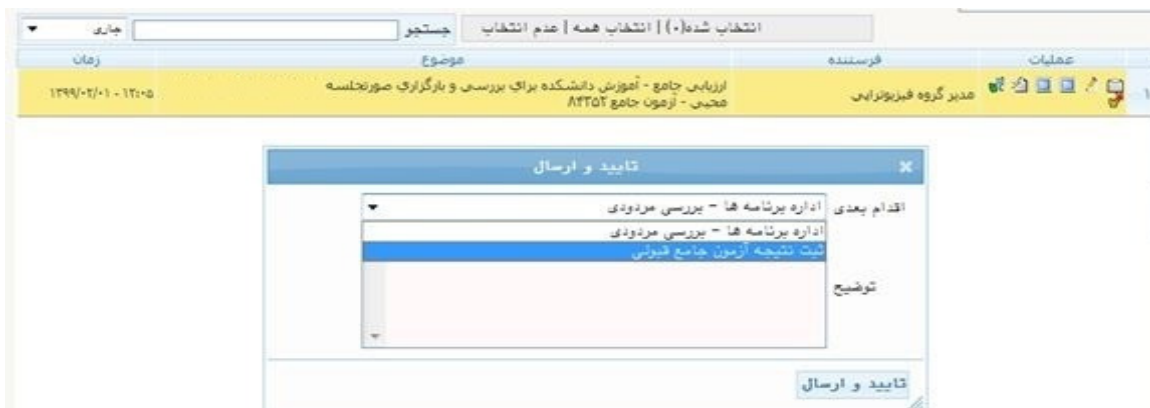 انتخاب شده(۰) | انتخاب همه | عدم انتخاب جستجو جاری
عملیات فرستنده موضوع زمان
۱ مدیر گروه فیزیوتراپی ارزیابی جامع - آموزش دانشکده برای بررسی و بارگزاری صورتجلسه ۱۳۹۹/۰۲/۰۱ - ۱۲:۰۵
محبی - آزمون جامع ۸۴۳۵۲
تایید و ارسال
اقدام بعدی اداره برنامه ها - بررسی مردودی
اداره برنامه ها - بررسی مردودی
ثبت نتیجه آزمون جامع قبولی
توضیح
تایید و ارسال